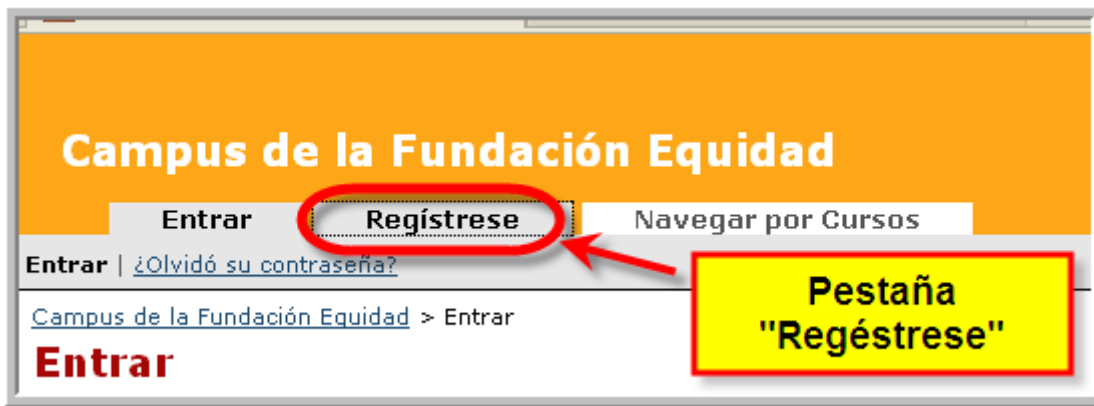 Campus de la Fundación Equidad
Entrar Regístrese Navegar por Cursos
Entrar | ¿Olvidó su contraseña?
Campus de la Fundación Equidad > Entrar
Entrar
Pestaña
"Regéstrese"